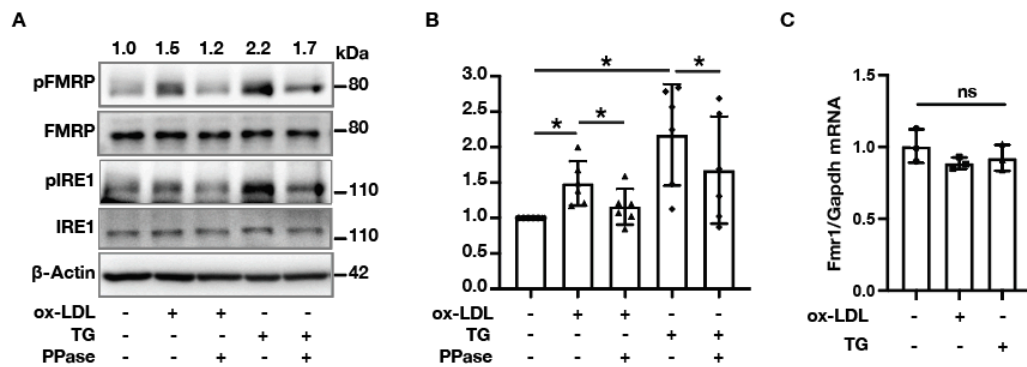 A
1.0 1.5 1.2 2.2 1.7 kDa
pFMRP 80
FMRP 80
pIRE1 110
IRE1 110
β-Actin 42
ox-LDL - + + - -
TG - - - + +
PPase - - + - +
B
3.0
2.5
2.0
1.5
1.0
0.5
0.0
* * * *
ox-LDL - + + - -
TG - - - + +
PPase - - + - +
C
Fmr1/Gapdh mRNA
1.5
1.0
0.5
0.0
ns
ox-LDL - + -
TG - - +